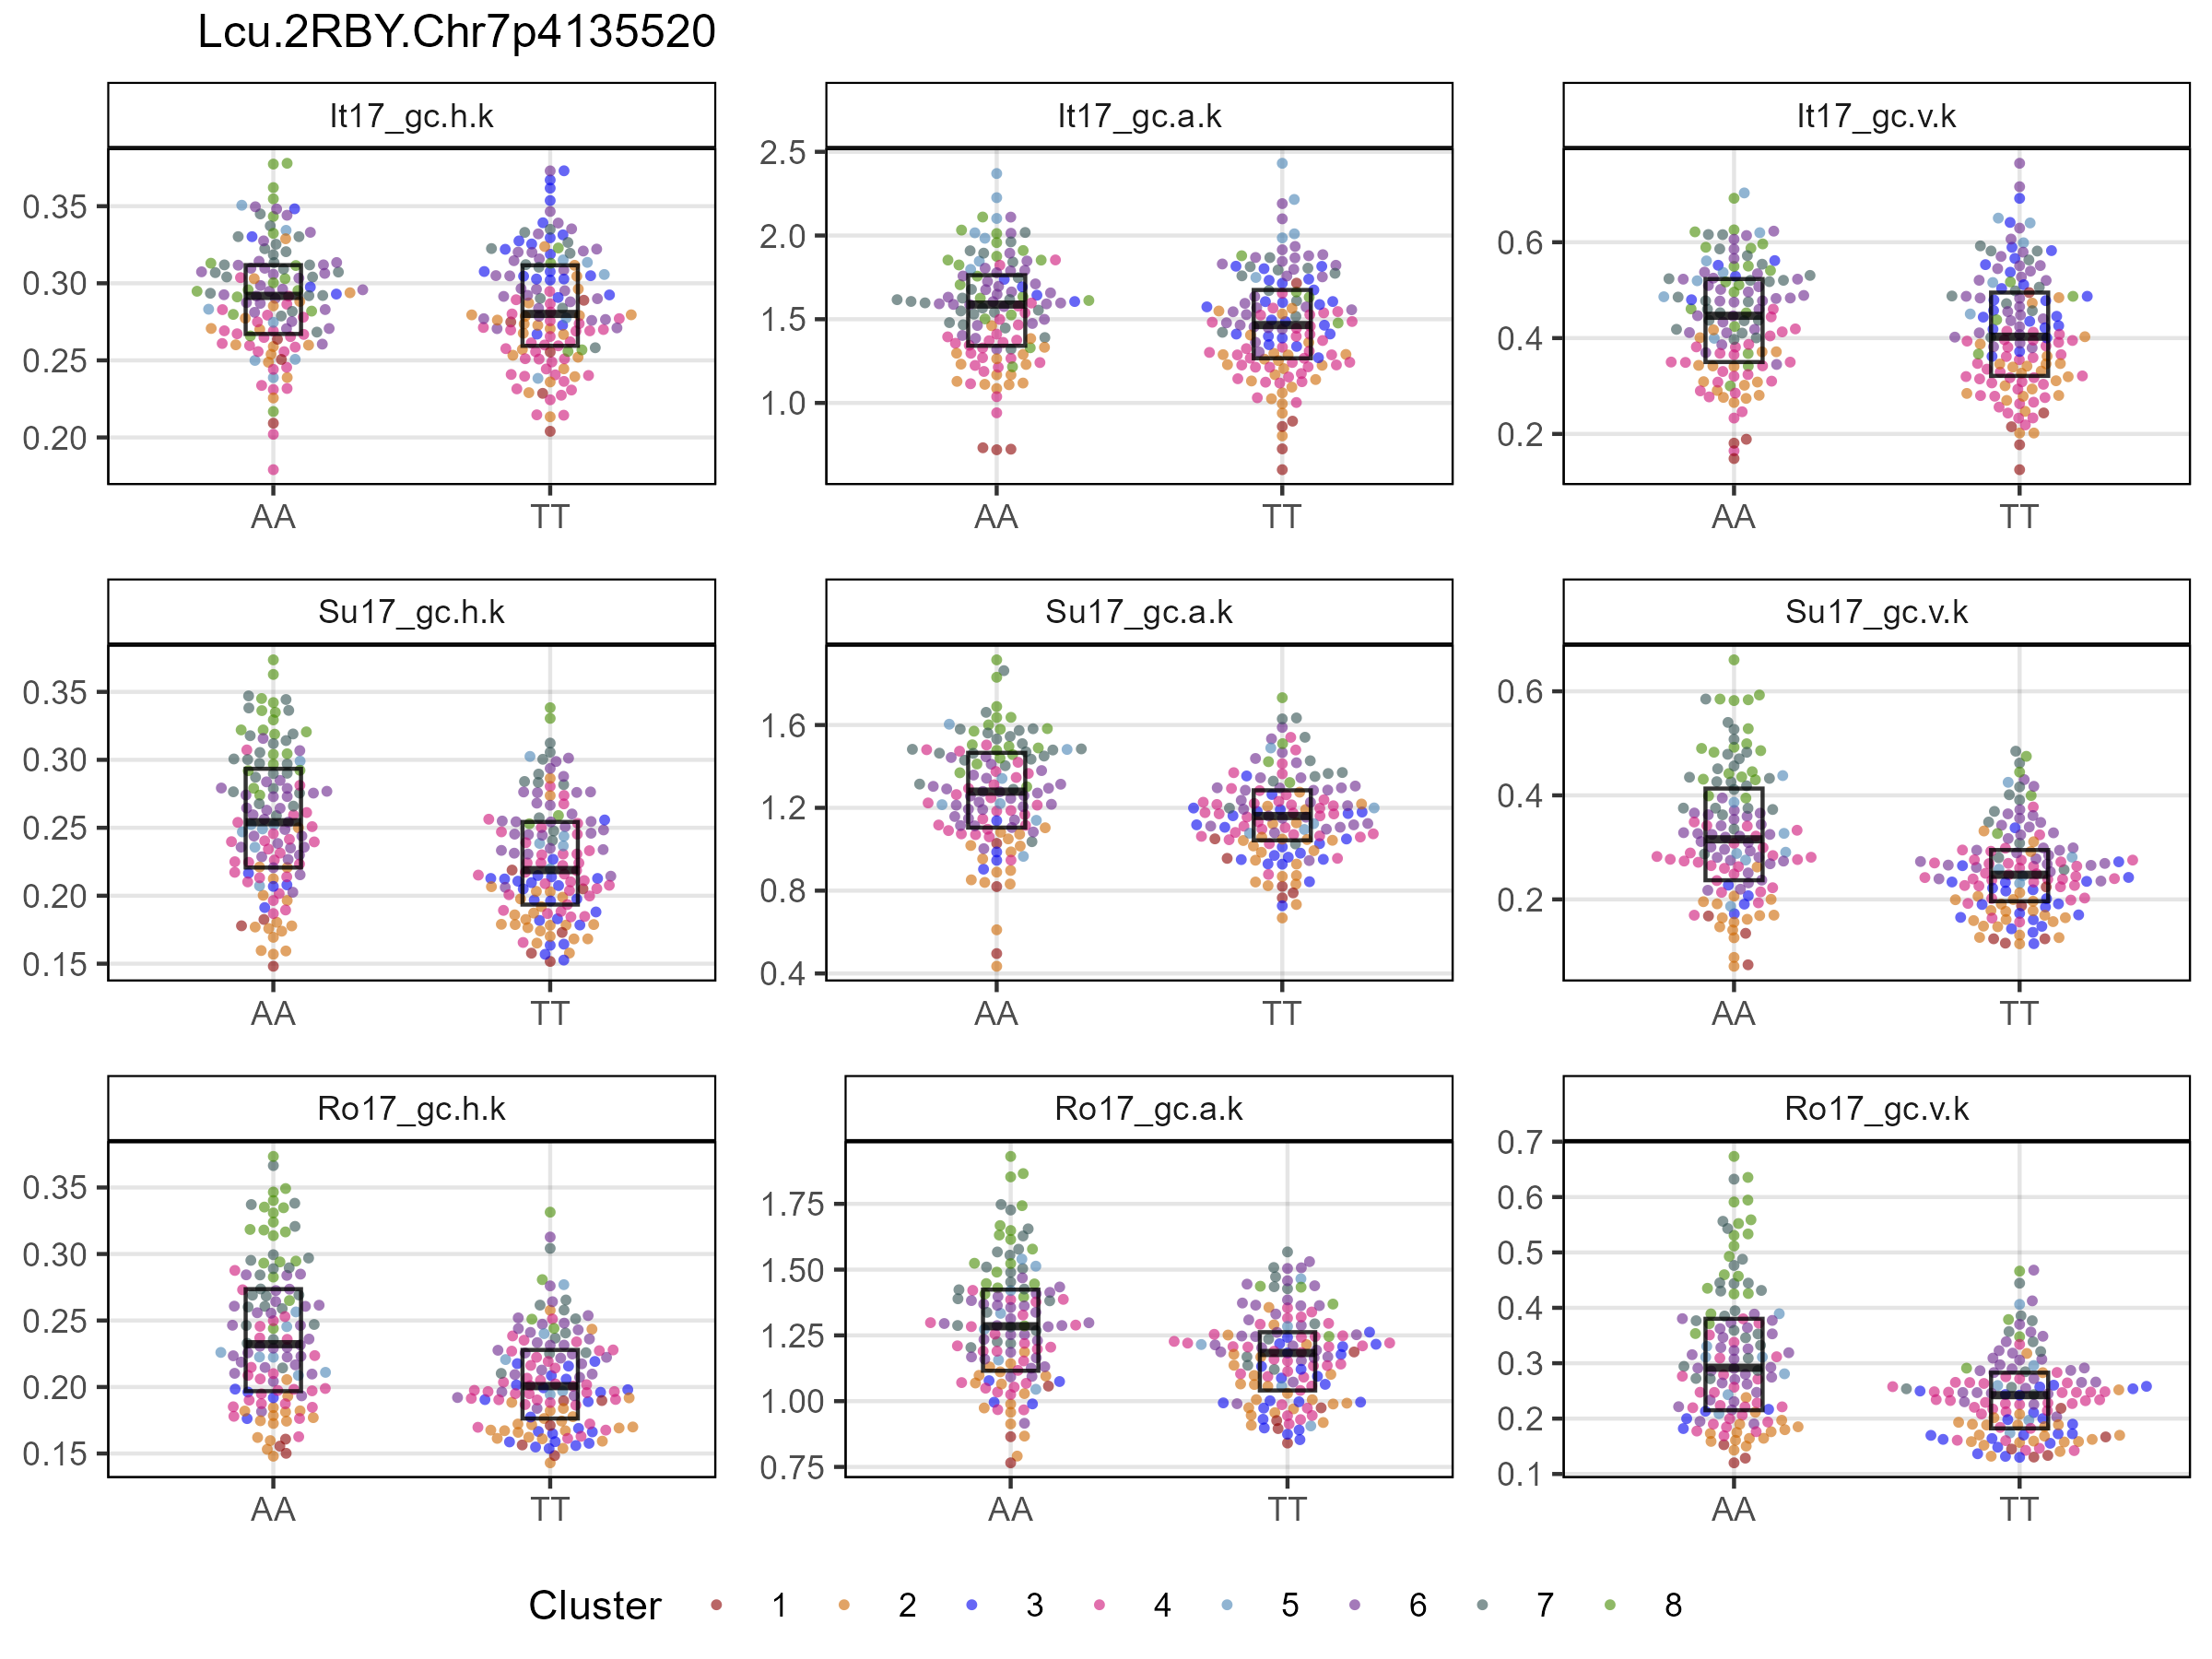 Lcu.2RBY.Chr7p4135520
It17_gc.h.k
It17_gc.a.k
It17_gc.v.k
0.35
0.30
0.25
0.20
AA
TT
2.5
2.0
1.5
1.0
AA
TT
0.6
0.4
0.2
AA
TT
Su17_gc.h.k
Su17_gc.a.k
Su17_gc.v.k
0.35
0.30
0.25
0.20
0.15
AA
TT
1.6
1.2
0.8
0.4
AA
TT
0.6
0.4
0.2
AA
TT
Ro17_gc.h.k
Ro17_gc.a.k
Ro17_gc.v.k
0.35
0.30
0.25
0.20
0.15
AA
TT
1.75
1.50
1.25
1.00
0.75
AA
TT
0.7
0.6
0.5
0.4
0.3
0.2
0.1
AA
TT
Cluster 1 2 3 4 5 6 7 8